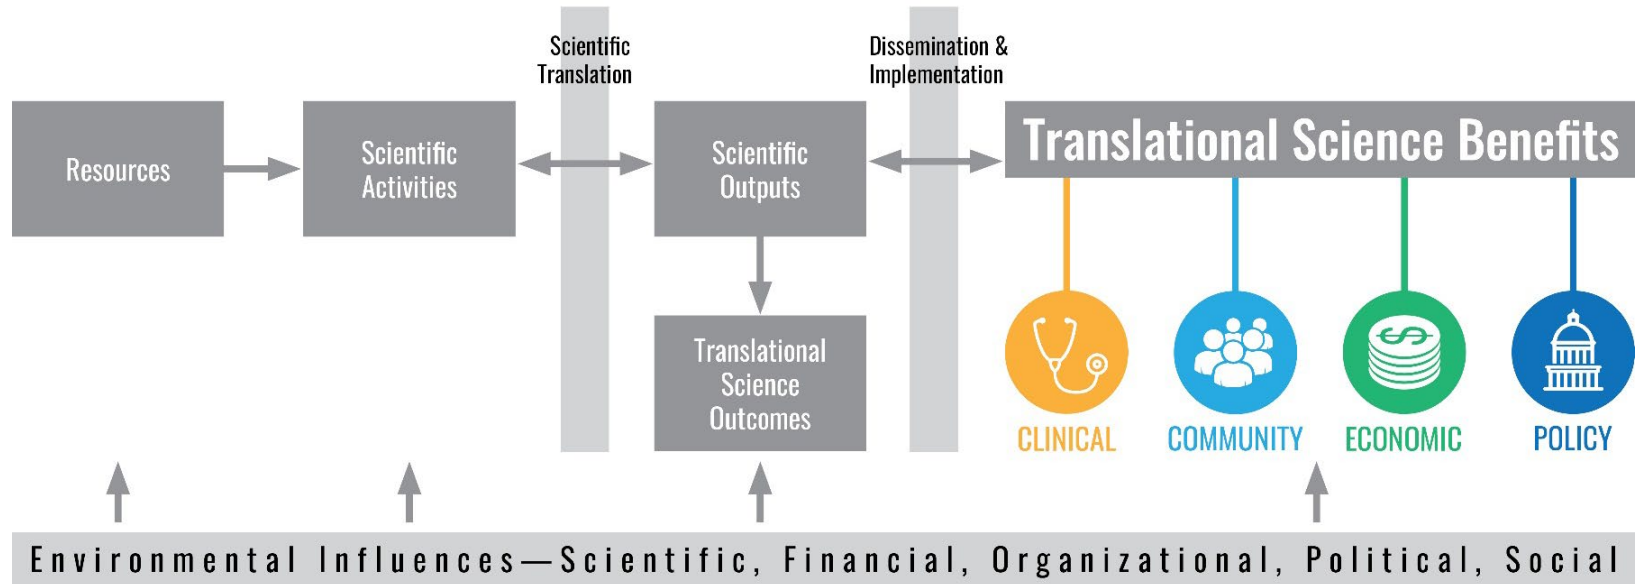 Scientific
Translation
Dissemination &
Implementation
Resources
Scientific
Activities
Scientific
Outputs
Translational Science Benefits
Translational
Science
Outcomes
CLINICAL
COMMUNITY
$
ECONOMIC
POLICY
Environmental Influences—Scientific, Financial, Organizational, Political, Social